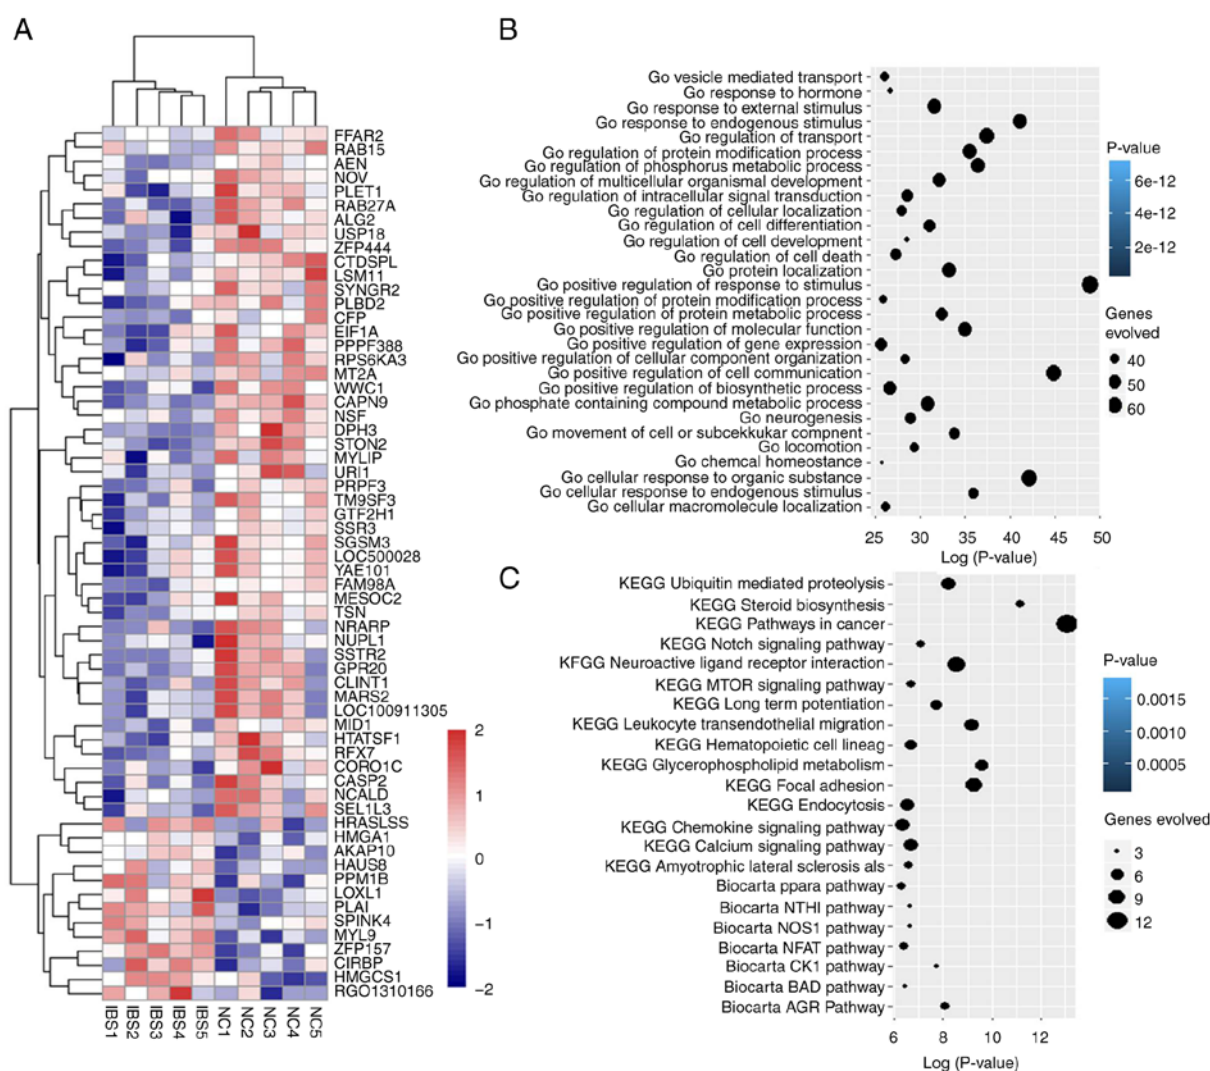 A
FFAR2
RAB15
AEN
NOV
PLET1
RAB27A
ALG2
USP18
ZFP444
CTDSPL
LSM11
SYNGR2
PLBD2
CFP
EIF1A
PPPF388
RPS6KA3
MT2A
WWC1
CAPN9
NSF
DPH3
STON2
MYLIP
URI1
PRPF3
TM9SF3
GTF2H1
SSR3
SGSM3
LOC500028
YAE101
FAM98A
MESOC2
TSN
NRARP
NUPL1
SSTR2
GPR20
CLINT1
MARS2
LOC100911305
MID1
HTATSF1
RFX7
CORO1C
CASP2
NCALD
SEL1L3
HRASLSS
HMGA1
AKAP10
HAUS8
PPM1B
LOXL1
PLAI
SPINK4
MYL9
ZFP157
CIRBP
HMGCS1
RGO1310166
IBS1 IBS2 IBS3 IBS4 IBS5 NC1 NC2 NC3 NC4 NC5
2
1
0
−1
−2
B
Go vesicle mediated transport
Go response to hormone
Go response to external stimulus
Go response to endogenous stimulus
Go regulation of transport
Go regulation of protein modification process
Go regulation of phosphorus metabolic process
Go regulation of multicellular organismal development
Go regulation of intracellular signal transduction
Go regulation of cellular localization
Go regulation of cell differentiation
Go regulation of cell development
Go regulation of cell death
Go protein localization
Go positive regulation of response to stimulus
Go positive regulation of protein modification process
Go positive regulation of protein metabolic process
Go positive regulation of molecular function
Go positive regulation of gene expression
Go positive regulation of cellular component organization
Go positive regulation of cell communication
Go positive regulation of biosynthetic process
Go phosphate containing compound metabolic process
Go neurogenesis
Go movement of cell or subcekkukar compnent
Go locomotion
Go chemcal homeostance
Go cellular response to organic substance
Go cellular response to endogenous stimulus
Go cellular macromolecule localization
25 30 35 40 45 50
Log (P-value)
P-value
6e-12
4e-12
2e-12
Genes
evolved
40
50
60
C
KEGG Ubiquitin mediated proteolysis
KEGG Steroid biosynthesis
KEGG Pathways in cancer
KEGG Notch signaling pathway
KFGG Neuroactive ligand receptor interaction
KEGG MTOR signaling pathway
KEGG Long term potentiation
KEGG Leukocyte transendothelial migration
KEGG Hematopoietic cell lineag
KEGG Glycerophospholipid metabolism
KEGG Focal adhesion
KEGG Endocytosis
KEGG Chemokine signaling pathway
KEGG Calcium signaling pathway
KEGG Amyotrophic lateral sclerosis als
Biocarta ppara pathway
Biocarta NTHI pathway
Biocarta NOS1 pathway
Biocarta NFAT pathway
Biocarta CK1 pathway
Biocarta BAD pathway
Biocarta AGR Pathway
6 8 10 12
Log (P-value)
P-value
0.0015
0.0010
0.0005
Genes evolved
3
6
9
12